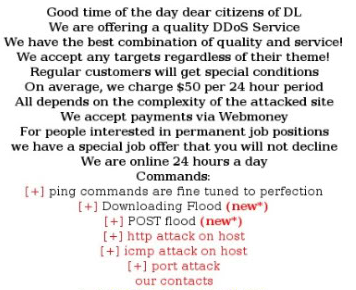 Good time of the day dear citizens of DL
We are offering a quality DDoS Service
We have the best combination of quality and service!
We accept any targets regardless of their theme!
Regular customers will get special conditions
On average, we charge $50 per 24 hour period
All depends on the complexity of the attacked site
We accept payments via Webmoney
For people interested in permanent job positions
we have a special job offer that you will not decline
We are online 24 hours a day
Commands:
[+] ping commands are fine tuned to perfection
[+] Downloading Flood (new*)
[+] POST flood (new*)
[+] http attack on host
[+] icmp attack on host
[+] port attack
our contacts